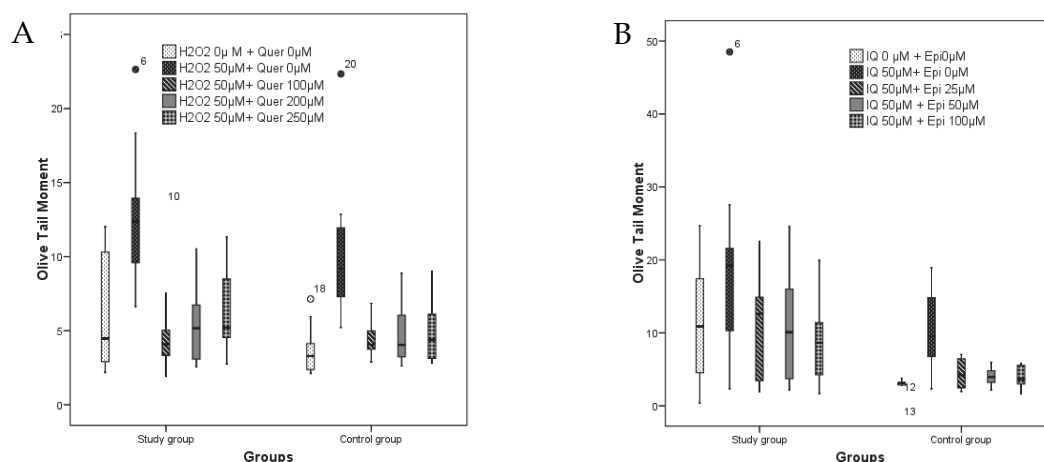 A
H2O2 0μ M + Quer 0μM
H2O2 50μM+ Quer 0μM
H2O2 50μM+ Quer 100μM
H2O2 50μM+ Quer 200μM
H2O2 50μM+ Quer 250μM
6
20
10
18
20
15
10
5
0
Olive Tail Moment
Study group
Control group
Groups
B
IQ 0 μM + Epi0μM
IQ 50μM+ Epi 0μM
IQ 50μM+ Epi 25μM
IQ 50μM + Epi 50μM
IQ 50μM + Epi 100μM
6
12
13
50
40
30
20
10
0
Olive Tail Moment
Study group
Control group
Groups